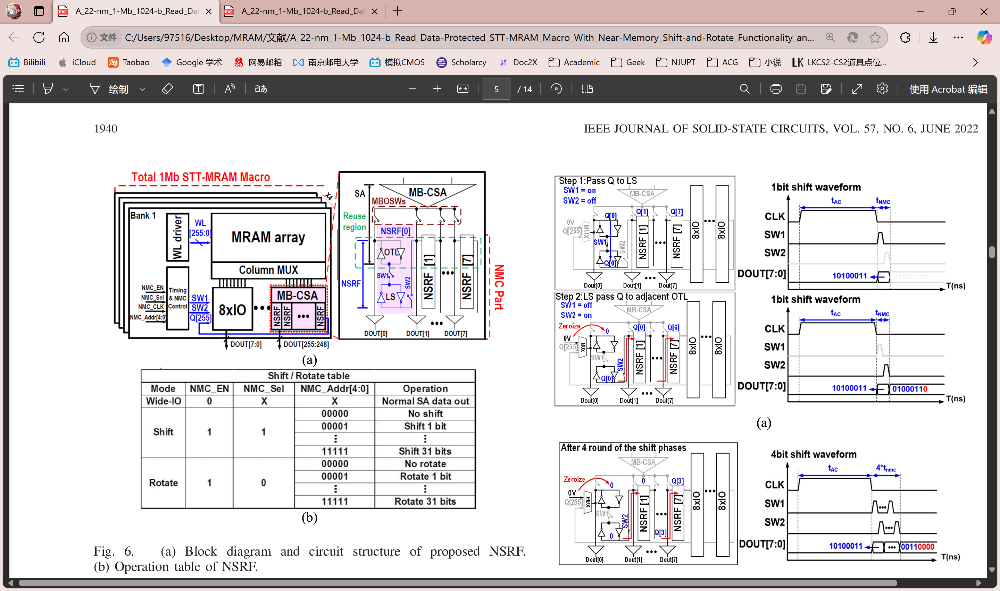 A_22-nm_1-Mb_1024-b_Read_Dat
A_22-nm_1-Mb_1024-b_Read_Dat
文件
C:/Users/97516/Desktop/MRAM/文献/A_22-nm_1-Mb_1024-b_Read_Data-Protected_STT-MRAM_Macro_With_Near-Memory_Shift-and-Rotate_Functionality_an...
Bilibili
iCloud
Taobao
Google 学术
网易邮箱
南京邮电大学
模拟CMOS
Scholarcy
Doc2X
Academic
Geek
NJUPT
ACG
小说
LKCS2-CS2道具点位...
绘制
5
/ 14
使用 Acrobat 编辑
1940
IEEE JOURNAL OF SOLID-STATE CIRCUITS, VOL. 57, NO. 6, JUNE 2022
Total 1Mb STT-MRAM Macro
X4
Bank 1
WL driver
WL
[255:0]
MRAM array
Column MUX
NMC_EN
NMC_Sel
NMC_CLK
NMC_Addr[4:0]
Timing
& NMC
Control
SW1
SW2
Q[255]
8xIO
MB-CSA
NSRF
NSRF
NSRF
DOUT[7:0]
DOUT[255:248]
SA
MB-CSA
MBOSWs
Reuse
region
NSRF[0]
OTL
SW1
SW2
LS
NSRF
NSRF [1]
NSRF [7]
NMC Part
DOUT[0]
DOUT[1]
DOUT[7]
(a)
Shift / Rotate table
Mode NMC_EN NMC_Sel NMC_Addr[4:0] Operation
Wide-IO 0 X X Normal SA data out
00000 No shift
00001 Shift 1 bit
Shift 1 1
11111 Shift 31 bits
00000 No rotate
00001 Rotate 1 bit
Rotate 1 0
11111 Rotate 31 bits
(b)
Fig. 6. (a) Block diagram and circuit structure of proposed NSRF.
(b) Operation table of NSRF.
Step 1:Pass Q to LS
SW1 = on
SW2 = off
MB-CSA
0V
Q[255]
MUX
Q[0]
Q[1]
Q[7]
SW1
SW2
Q[0]
NSRF [1]
NSRF [7]
8xIO
8xIO
Dout[0]
Dout[1]
Dout[7]
1bit shift waveform
tAC
tNMC
CLK
SW1
SW2
DOUT[7:0]
10100011
01000110
T(ns)
Step 2:LS pass Q to adjacent OTL
SW1 = off
SW2 = on
MB-CSA
Zeroize
0
0V
Q[255]
MUX
Q[0]
Q[6]
SW1
SW2
Q[0]
NSRF [1]
NSRF [7]
8xIO
8xIO
Dout[0]
Dout[1]
Dout[7]
1bit shift waveform
tAC
tNMC
CLK
SW1
SW2
DOUT[7:0]
10100011
01000110
T(ns)
(a)
After 4 round of the shift phases
MB-CSA
Zeroize
0
0V
Q[255]
MUX
0
Q[3]
SW1
SW2
0
Q[3]
NSRF [1]
NSRF [7]
8xIO
8xIO
Dout[0]
Dout[1]
Dout[7]
4bit shift waveform
tAC
4*tnmc
CLK
SW1
SW2
DOUT[7:0]
10100011
00110000
T(ns)